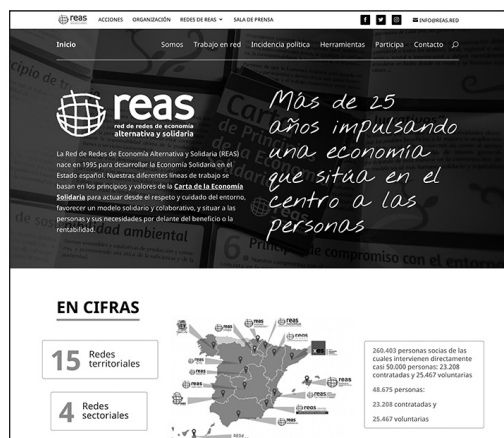 reas ACCIONES ORGANIZACIÓN REDES DE REAS SALA DE PRENSA INFO@REAS.RED
Inicio Somos Trabajo en red Incidencia política Herramientas Participa Contacto
reas
red de redes de economía
alternativa y solidaria
La Red de Redes de Economía Alternativa y Solidaria (REAS)
nace en 1995 para desarrollar la Economía Solidaria en el
Estado español. Nuestras diferentes líneas de trabajo se
basan en los principios y valores de la Carta de la Economía
Solidaria para actuar desde el respeto y cuidado del entorno,
favorecer un modelo solidario y colaborativo, y situar a las
personas y sus necesidades por delante del beneficio o la
rentabilidad.
Más de 25
años impulsando
una economía
que sitúa en el
centro a las
personas
EN CIFRAS
15 Redes
territoriales
4 Redes
sectoriales
260.403 personas socias de las
cuales intervienen directamente
casi 50.000 personas: 23.208
contratadas y 25.467 voluntarias
48.675 personas:
23.208 contratadas y
25.467 voluntarias